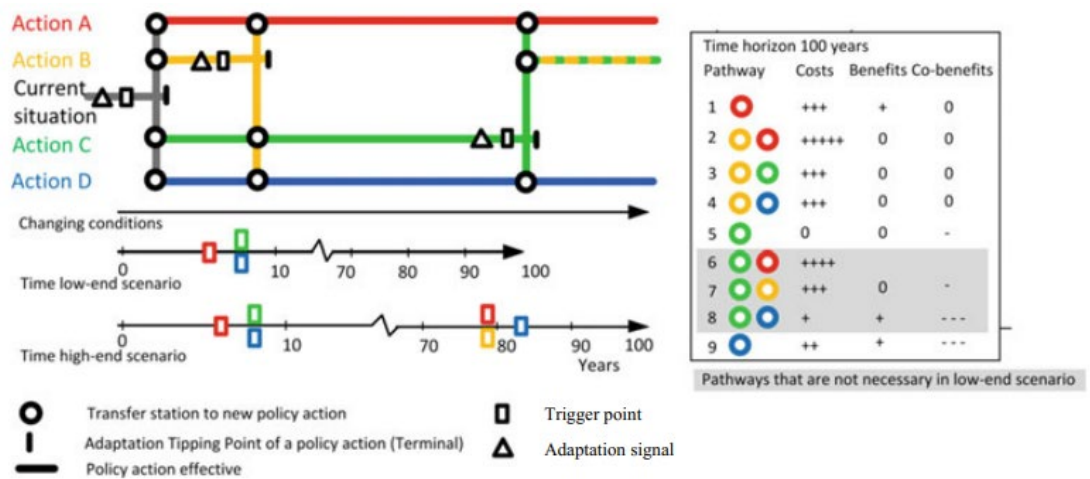 Action A
Action B
Current
situation
Action C
Action D
Changing conditions
0 10 70 80 90 100
Time low-end scenario
0 10 70 80 90 100
Time high-end scenario
Years
Transfer station to new policy action
Adaptation Tipping Point of a policy action (Terminal)
Policy action effective
Trigger point
Adaptation signal
Time horizon 100 years
Pathway Costs Benefits Co-benefits
1 +++ + 0
2 +++++ 0 0
3 +++ 0 0
4 +++ 0 0
5 0 0 -
6 ++++
7 +++ 0 -
8 + + - - -
9 ++ + - - -
Pathways that are not necessary in low-end scenario